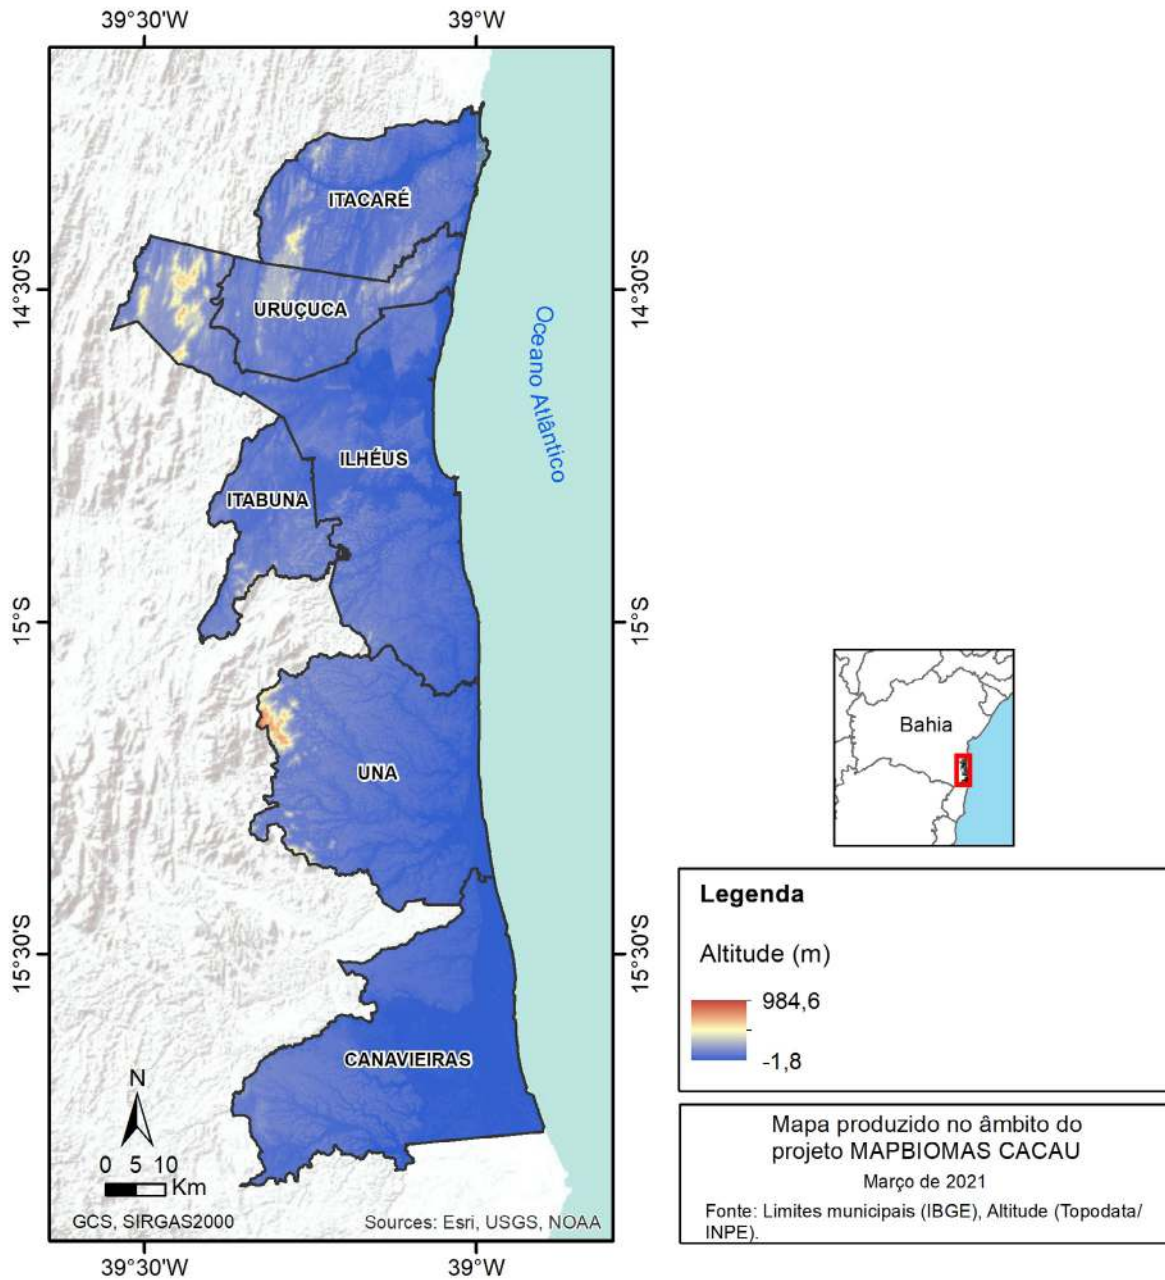 39°30'W
39°W
ITACARÉ
14°30'S
14°30'S
URUÇUCA
Oceano Atlântico
ILHÉUS
ITABUNA
15°S
15°S
Bahia
UNA
Legenda
15°30'S
15°30'S
Altitude (m)
984,6
-1,8
CANAVIEIRAS
N
0 5 10
Km
Mapa produzido no âmbito do
projeto MAPBIOMAS CACAU
Março de 2021
Fonte: Limites municipais (IBGE), Altitude (Topodata/
INPE).
GCS, SIRGAS2000
Sources: Esri, USGS, NOAA
39°30'W
39°W